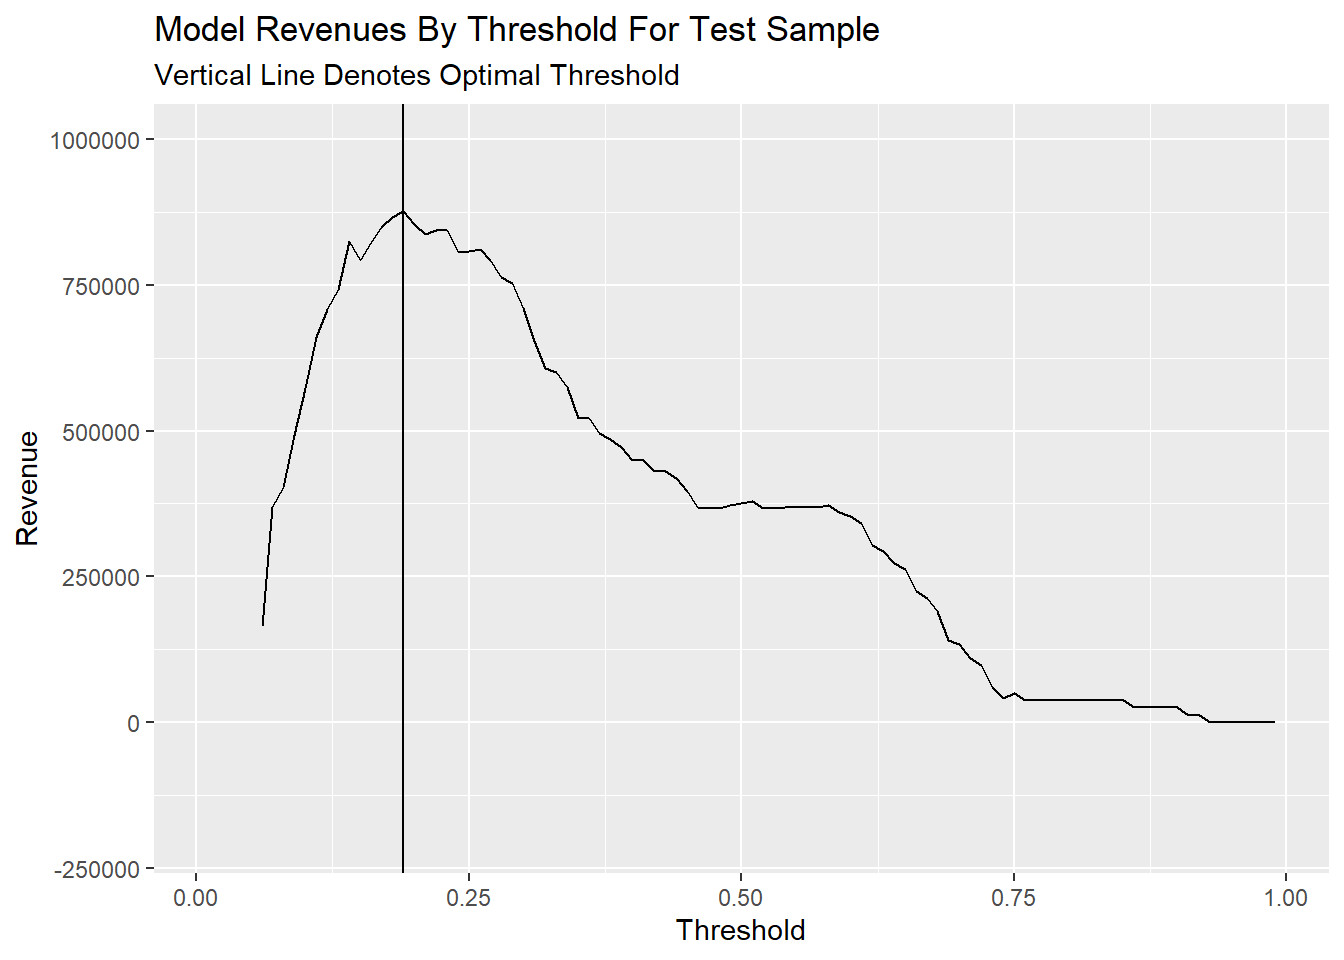 Model Revenues By Threshold For Test Sample
Vertical Line Denotes Optimal Threshold
1000000
750000
500000
250000
0
-250000
Revenue
0.00 0.25 0.50 0.75 1.00
Threshold